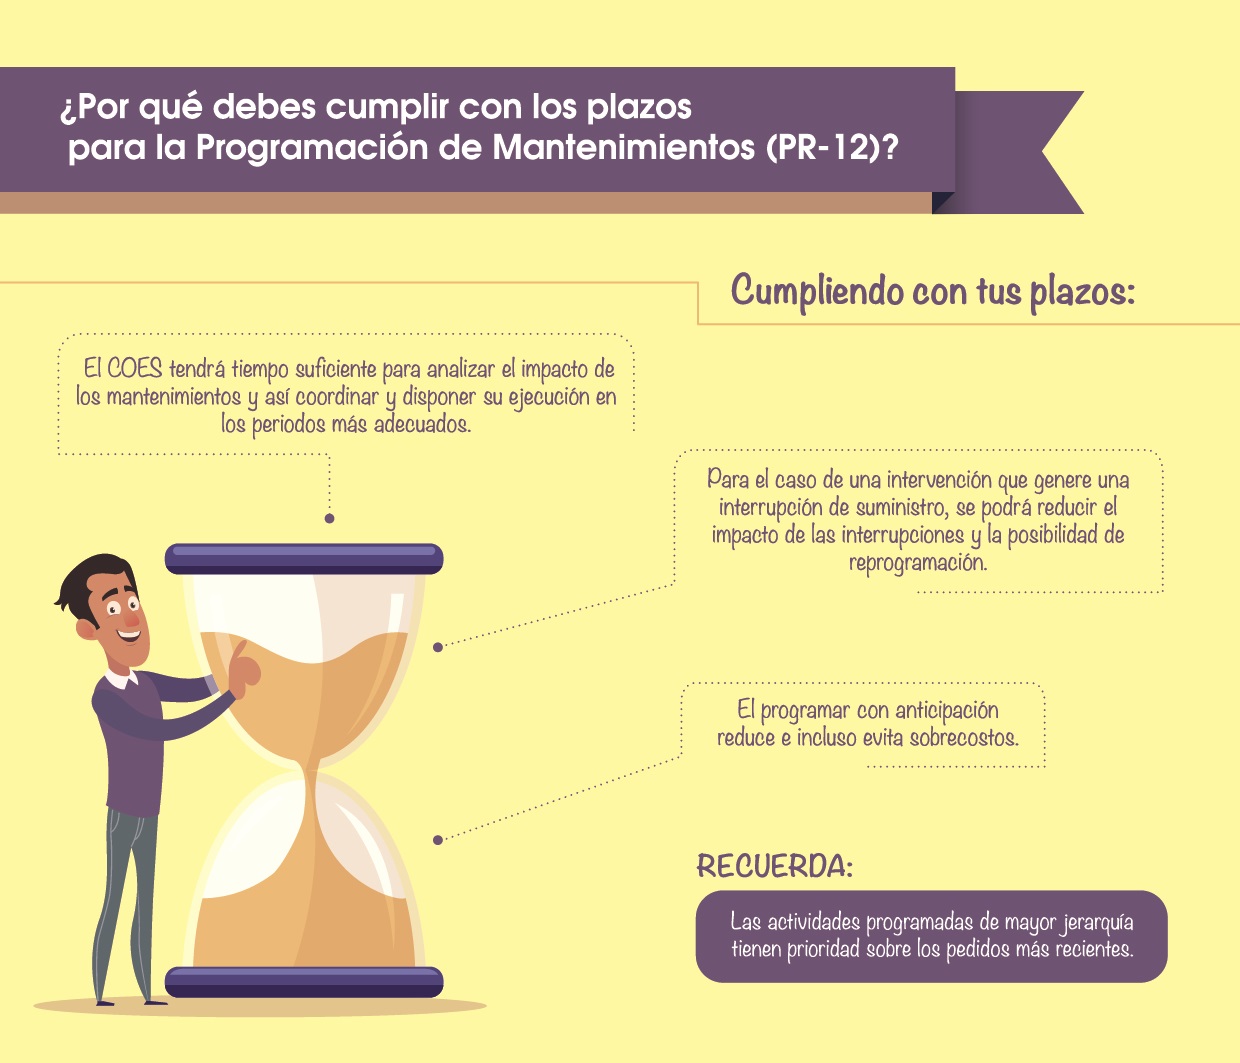 ¿Por qué debes cumplir con los plazos
para la Programación de Mantenimientos (PR-12)?
Cumpliendo con tus plazos:
El COES tendrá tiempo suficiente para analizar el impacto de
los mantenimientos y así coordinar y disponer su ejecución en
los periodos más adecuados.
Para el caso de una intervención que genere una
interrupción de suministro, se podrá reducir el
impacto de las interrupciones y la posibilidad de
reprogramación.
El programar con anticipación
reduce e incluso evita sobrecostos.
RECUERDA:
Las actividades programadas de mayor jerarquía
tienen prioridad sobre los pedidos más recientes.